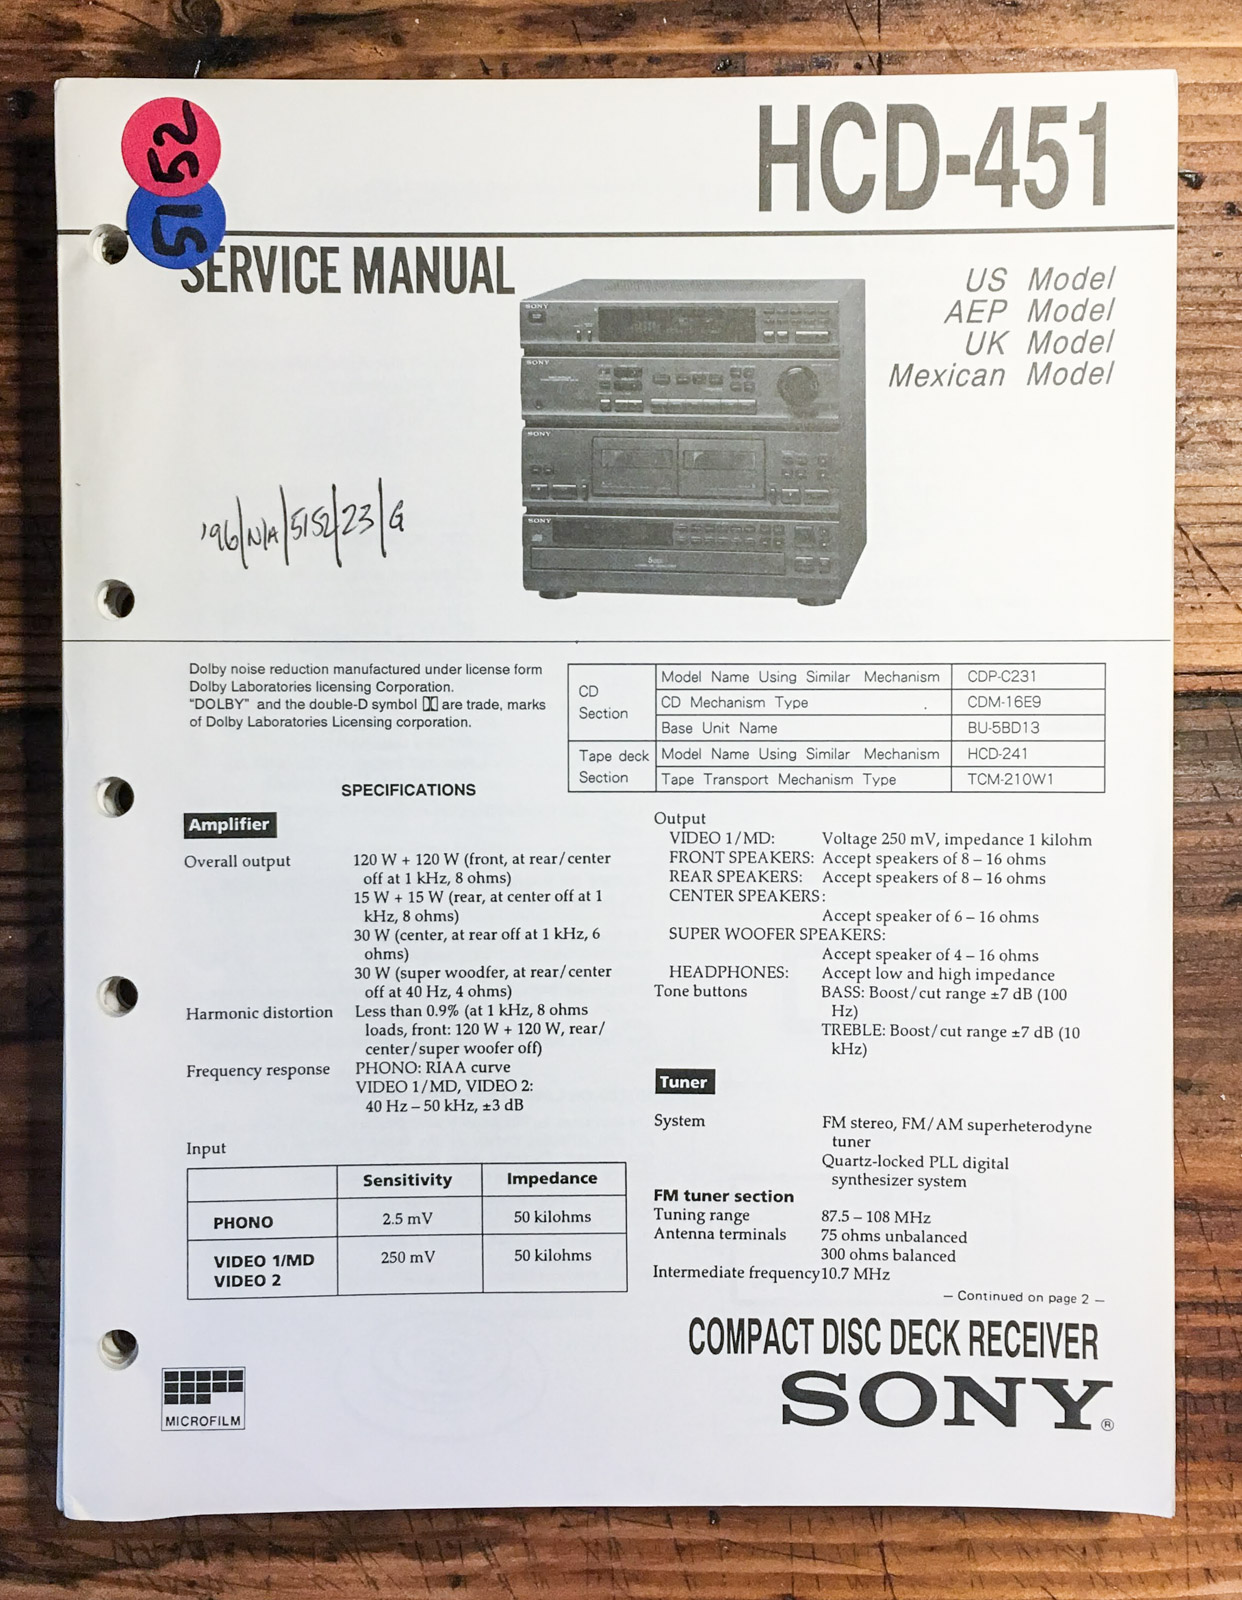 52
51
HCD-451
SERVICE MANUAL
US Model
AEP Model
UK Model
Mexican Model
SONY
SONY
SONY
SONY
'96/N/A/5152/23/G
Dolby noise reduction manufactured under license form
Dolby Laboratories licensing Corporation.
"DOLBY" and the double-D symbol are trade, marks
of Dolby Laboratories Licensing corporation.
CD Section
Model Name Using Similar Mechanism CDP-C231
CD Mechanism Type CDM-16E9
Base Unit Name BU-5BD13
Tape deck Section
Model Name Using Similar Mechanism HCD-241
Tape Transport Mechanism Type TCM-210W1
SPECIFICATIONS
Amplifier
Overall output 120 W + 120 W (front, at rear/center
off at 1 kHz, 8 ohms)
15 W + 15 W (rear, at center off at 1
kHz, 8 ohms)
30 W (center, at rear off at 1 kHz, 6
ohms)
30 W (super woodfer, at rear/center
off at 40 Hz, 4 ohms)
Harmonic distortion Less than 0.9% (at 1 kHz, 8 ohms
loads, front: 120 W + 120 W, rear/
center/super woofer off)
Frequency response PHONO: RIAA curve
VIDEO 1/MD, VIDEO 2:
40 Hz – 50 kHz, ±3 dB
Input
Sensitivity Impedance
PHONO 2.5 mV 50 kilohms
VIDEO 1/MD 250 mV 50 kilohms
VIDEO 2
Output
VIDEO 1/MD: Voltage 250 mV, impedance 1 kilohm
FRONT SPEAKERS: Accept speakers of 8 – 16 ohms
REAR SPEAKERS: Accept speakers of 8 – 16 ohms
CENTER SPEAKERS:
Accept speaker of 6 – 16 ohms
SUPER WOOFER SPEAKERS:
Accept speaker of 4 – 16 ohms
HEADPHONES: Accept low and high impedance
Tone buttons BASS: Boost/cut range ±7 dB (100
Hz)
TREBLE: Boost/cut range ±7 dB (10
kHz)
Tuner
System FM stereo, FM/AM superheterodyne
tuner
Quartz-locked PLL digital
synthesizer system
FM tuner section
Tuning range 87.5 – 108 MHz
Antenna terminals 75 ohms unbalanced
300 ohms balanced
Intermediate frequency 10.7 MHz
– Continued on page 2 –
COMPACT DISC DECK RECEIVER
SONY®
MICROFILM